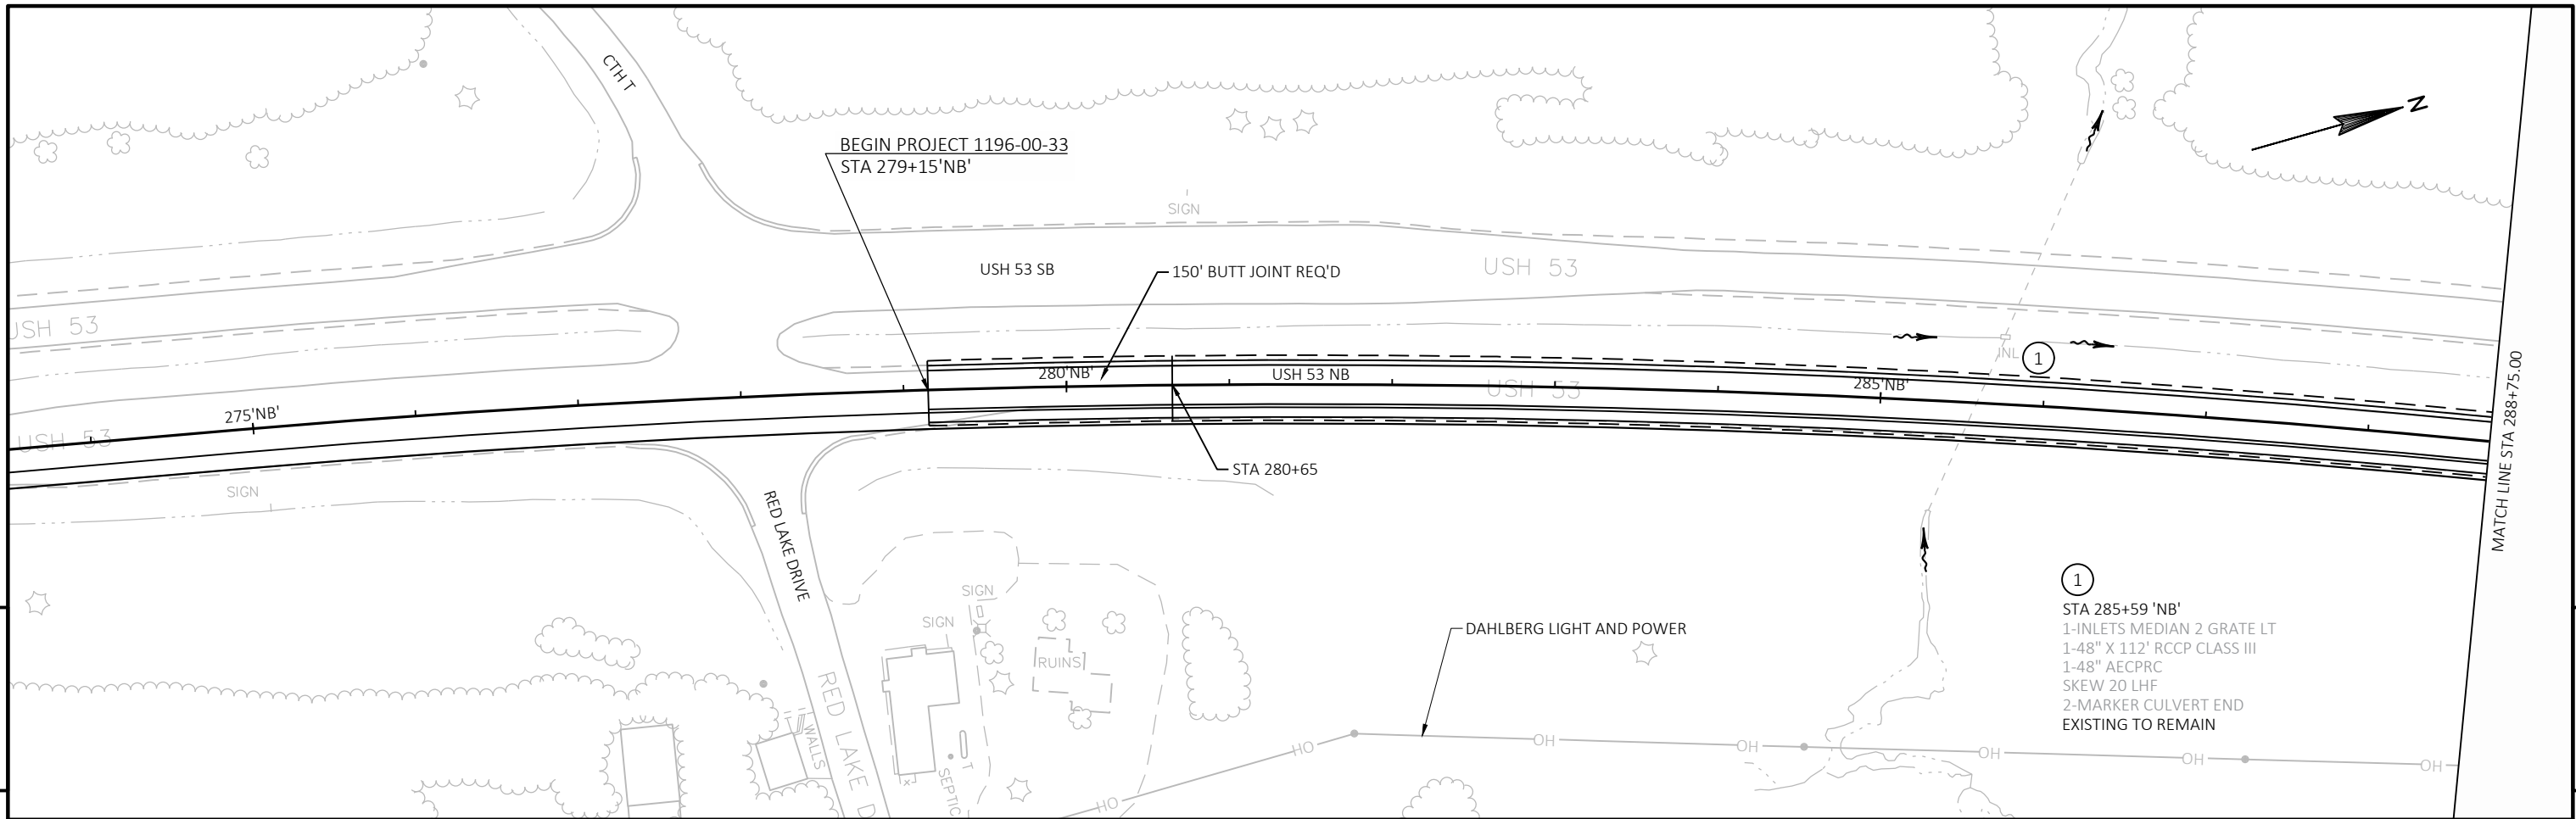 CTH T
N
BEGIN PROJECT 1196-00-33
STA 279+15'NB'
SIGN
USH 53 SB
150' BUTT JOINT REQ'D
USH 53
USH 53
INL
1
280'NB'
USH 53 NB
USH 53
285'NB'
275'NB'
USH 53
MATCH LINE STA 288+75.00
STA 280+65
SIGN
RED LAKE DRIVE
SIGN
SIGN
RUINS
DAHLBERG LIGHT AND POWER
1
STA 285+59 'NB'
1-INLETS MEDIAN 2 GRATE LT
1-48" X 112' RCCP CLASS III
1-48" AECPRC
SKEW 20 LHF
2-MARKER CULVERT END
EXISTING TO REMAIN
RED LAKE D
WALLS
SEPTIC
T
OH
OH
OH
OH
OH
OH
OH